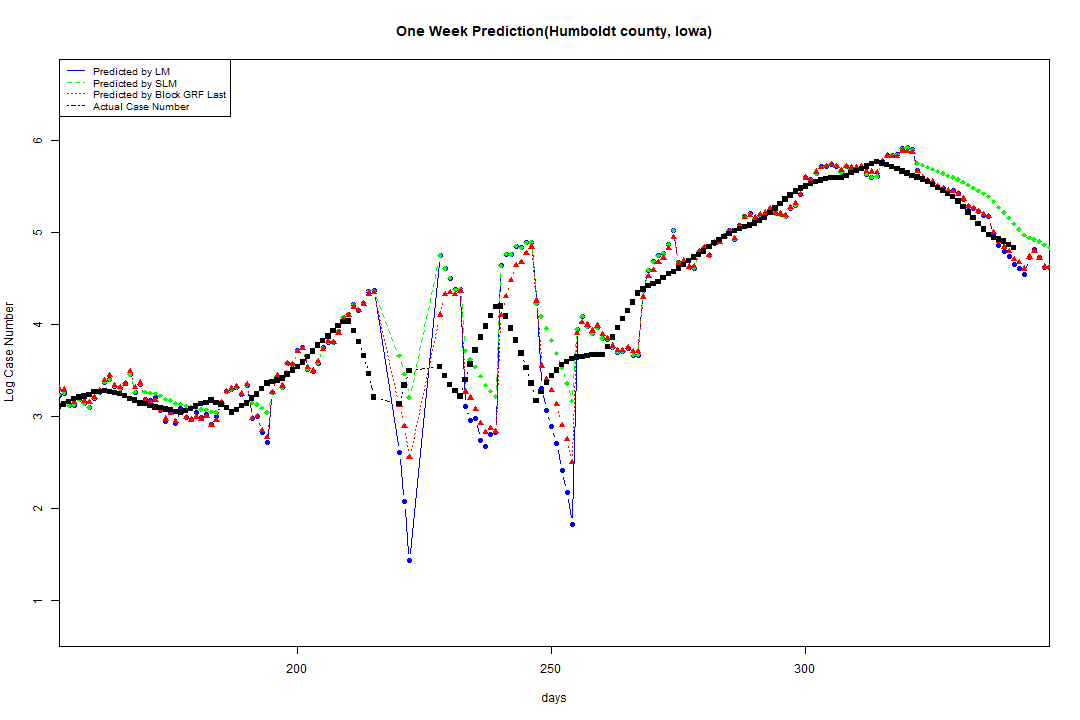 One Week Prediction(Humboldt county, Iowa)
Predicted by LM
Predicted by SLM
Predicted by Block GRF Last
Actual Case Number
6
5
4
3
2
1
Log Case Number
200
250
300
days